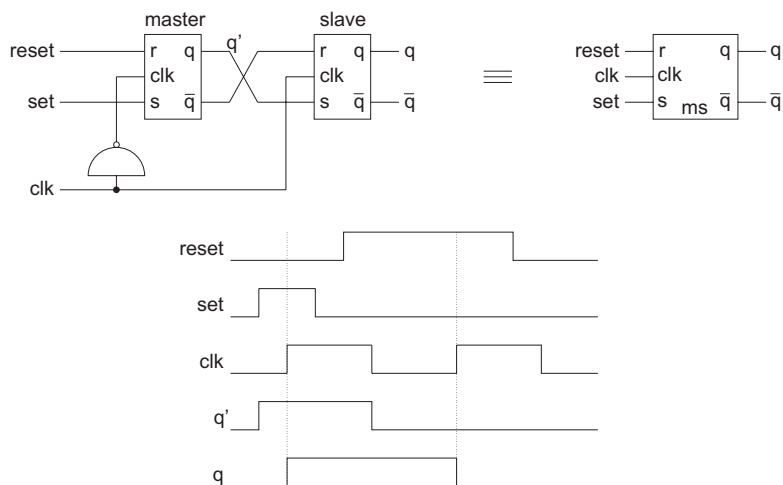 master
slave
reset
r
q
q'
r
q
q
clk
clk
set
s
q̅
s
q̅
q̅
clk
reset
r
q
q
clk
clk
set
s
ms
q̅
q̅
reset
set
clk
q'
q